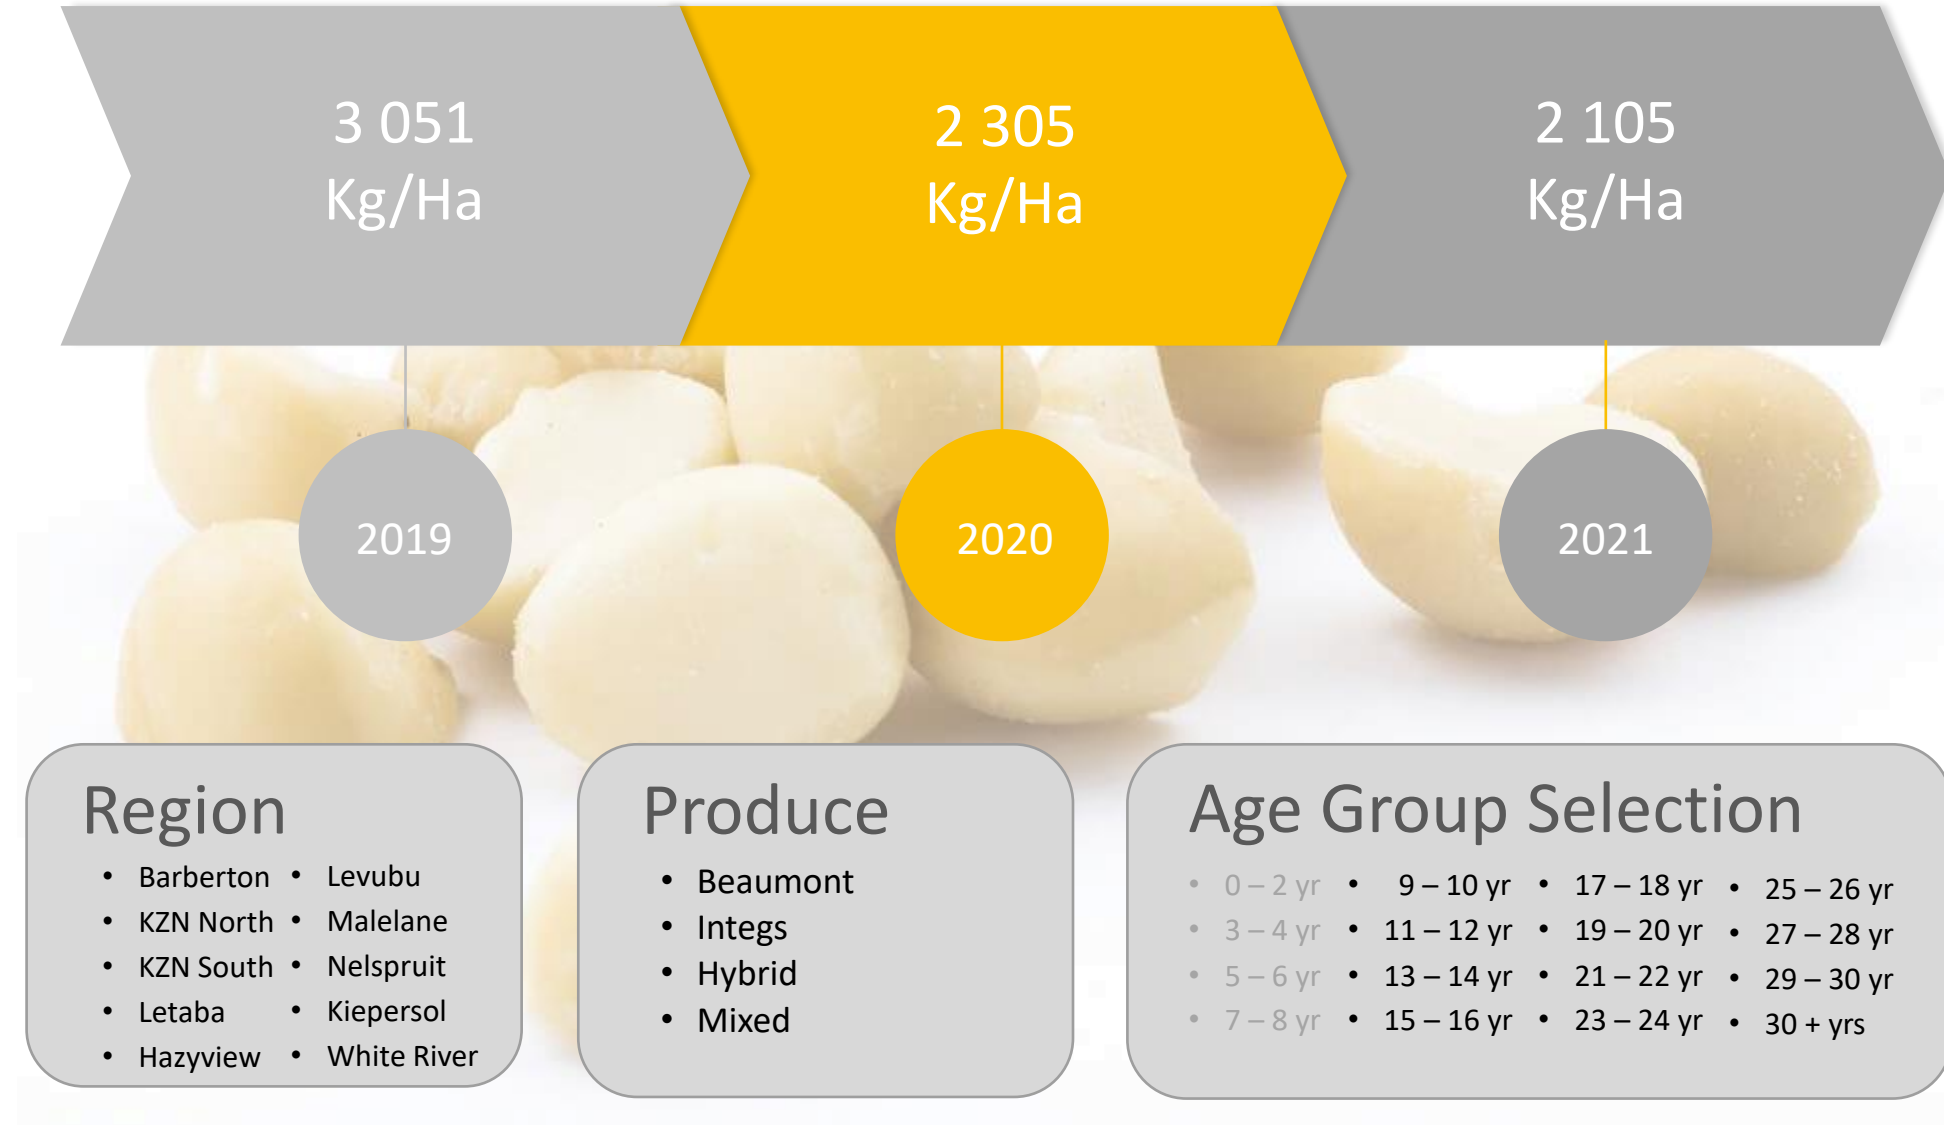 3 051
Kg/Ha
2 305
Kg/Ha
2 105
Kg/Ha
2019
2020
2021
Region
• Barberton
• KZN North
• KZN South
• Letaba
• Hazyview
• Levubu
• Malelane
• Nelspruit
• Kiepersol
• White River
Produce
• Beaumont
• Integs
• Hybrid
• Mixed
Age Group Selection
• 0 – 2 yr
• 3 – 4 yr
• 5 – 6 yr
• 7 – 8 yr
• 9 – 10 yr
• 11 – 12 yr
• 13 – 14 yr
• 15 – 16 yr
• 17 – 18 yr
• 19 – 20 yr
• 21 – 22 yr
• 23 – 24 yr
• 25 – 26 yr
• 27 – 28 yr
• 29 – 30 yr
• 30 + yrs